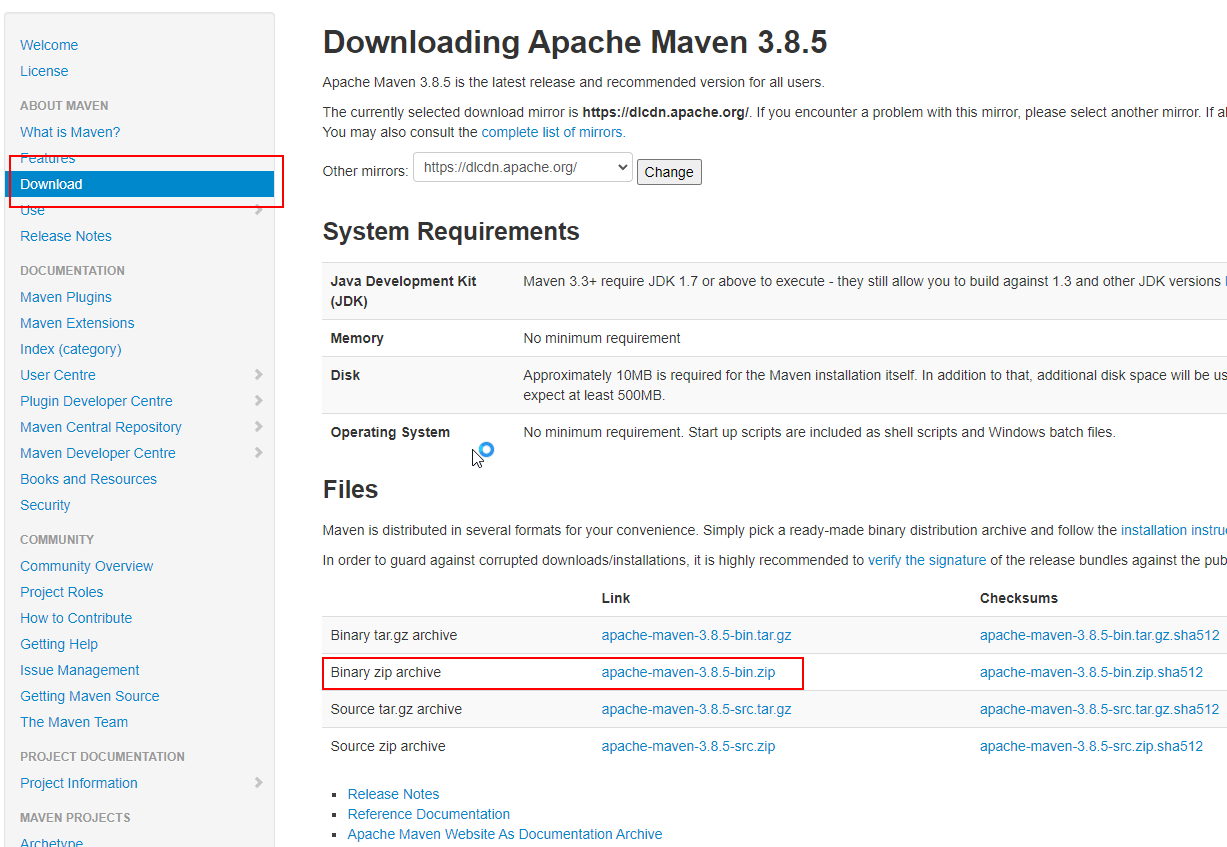 Welcome
License
ABOUT MAVEN
What is Maven?
Features
Download
Use
Release Notes
DOCUMENTATION
Maven Plugins
Maven Extensions
Index (category)
User Centre
Plugin Developer Centre
Maven Central Repository
Maven Developer Centre
Books and Resources
Security
COMMUNITY
Community Overview
Project Roles
How to Contribute
Getting Help
Issue Management
Getting Maven Source
The Maven Team
PROJECT DOCUMENTATION
Project Information
MAVEN PROJECTS
Archetype
Downloading Apache Maven 3.8.5
Apache Maven 3.8.5 is the latest release and recommended version for all users.
The currently selected download mirror is https://dlcdn.apache.org/. If you encounter a problem with this mirror, please select another mirror. If
You may also consult the complete list of mirrors.
Other mirrors: https://dlcdn.apache.org/ Change
System Requirements
Java Development Kit Maven 3.3+ require JDK 1.7 or above to execute - they still allow you to build against 1.3 and other JDK versions
(JDK)
Memory No minimum requirement
Disk Approximately 10MB is required for the Maven installation itself. In addition to that, additional disk space will be
expect at least 500MB.
Operating System No minimum requirement. Start up scripts are included as shell scripts and Windows batch files.
Files
Maven is distributed in several formats for your convenience. Simply pick a ready-made binary distribution archive and follow the installation
In order to guard against corrupted downloads/installations, it is highly recommended to verify the signature of the release bundles against the
Link Checksums
Binary tar.gz archive apache-maven-3.8.5-bin.tar.gz apache-maven-3.8.5-bin.tar.gz.sha512
Binary zip archive apache-maven-3.8.5-bin.zip apache-maven-3.8.5-bin.zip.sha512
Source tar.gz archive apache-maven-3.8.5-src.tar.gz apache-maven-3.8.5-src.tar.gz.sha512
Source zip archive apache-maven-3.8.5-src.zip apache-maven-3.8.5-src.zip.sha512
Release Notes
Reference Documentation
Apache Maven Website As Documentation Archive